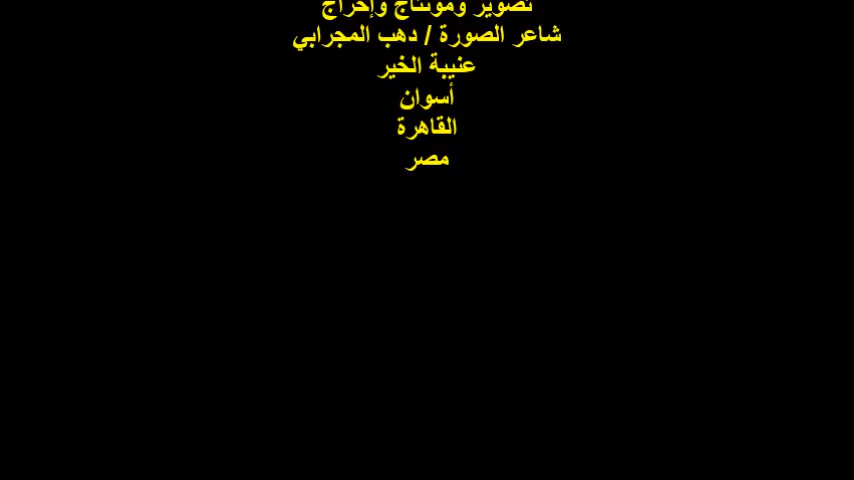 تصوير ومونتاج وإخراج
شاعر الصورة / دهب المجرابي
عنيبة الخير
أسوان
القاهرة
مصر